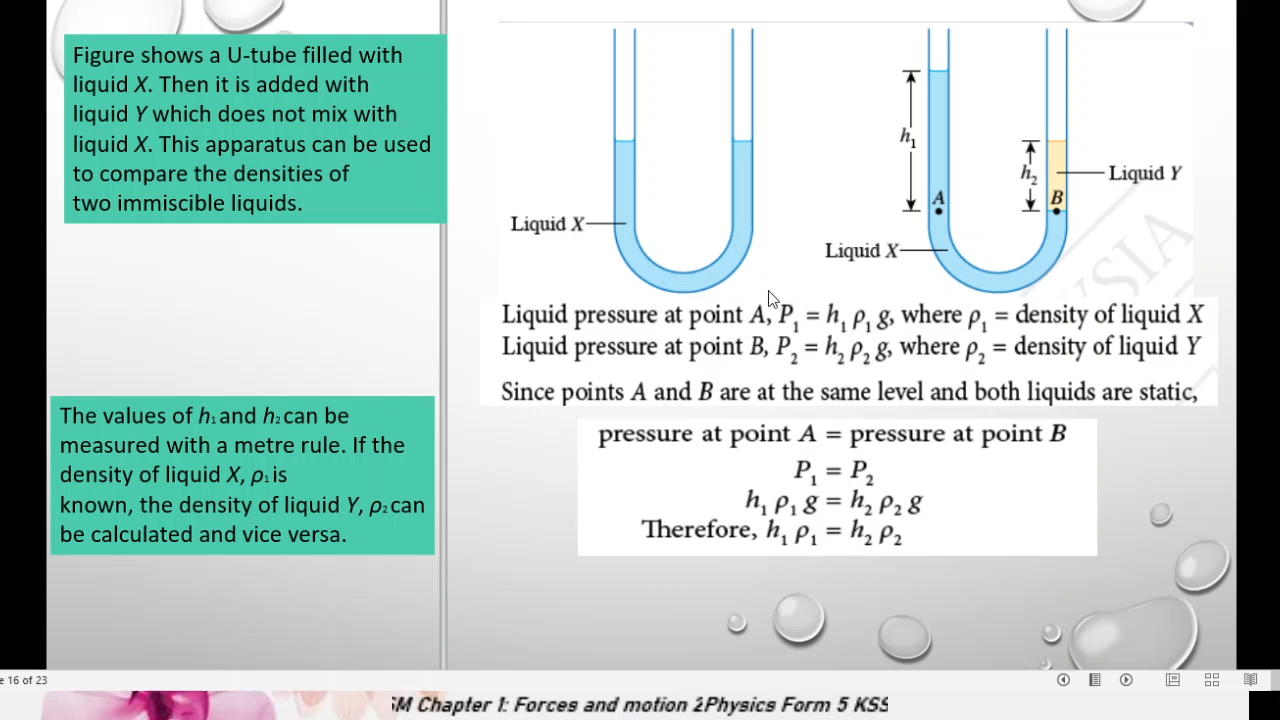 Figure shows a U-tube filled with
liquid X. Then it is added with
liquid Y which does not mix with
liquid X. This apparatus can be used
to compare the densities of
two immiscible liquids.
The values of h₁ and h₂ can be
measured with a metre rule. If the
density of liquid X, ρ₁ is
known, the density of liquid Y, ρ₂ can
be calculated and vice versa.
Liquid X
h₁
A
h₂
B
Liquid Y
Liquid X
Liquid pressure at point A, P₁ = h₁ ρ₁ g, where ρ₁ = density of liquid X
Liquid pressure at point B, P₂ = h₂ ρ₂ g, where ρ₂ = density of liquid Y
Since points A and B are at the same level and both liquids are static,
pressure at point A = pressure at point B
P₁ = P₂
h₁ ρ₁ g = h₂ ρ₂ g
Therefore, h₁ ρ₁ = h₂ ρ₂
e 16 of 23
SM Chapter 1: Forces and motion 2Physics Form 5 KSS